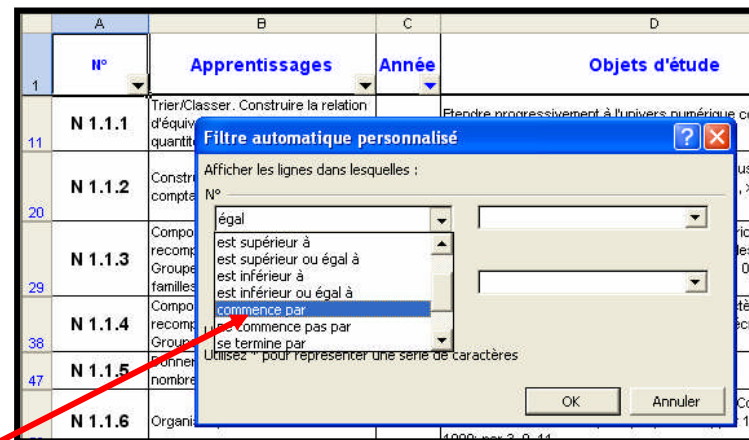 A B C D
1 N° Apprentissages Année Objets d'étude
11 N 1.1.1
Trier/Classer. Construire la relation
d'équiv
quantit
Etendre progressivement à l'univers numérique
20 N 1.1.2
Constru
compta
29 N 1.1.3
Compo
recomp
Groupe
familles
38 N 1.1.4
Compo
recomp
Group
47 N 1.1.5
Donner
nombre
N 1.1.6
Organi
Filtre automatique personnalisé
Afficher les lignes dans lesquelles :
N°
égal
est supérieur à
est supérieur ou égal à
est inférieur à
est inférieur ou égal à
commence par
ne commence pas par
se termine par
Utilisez * pour représenter une série de caractères
OK Annuler